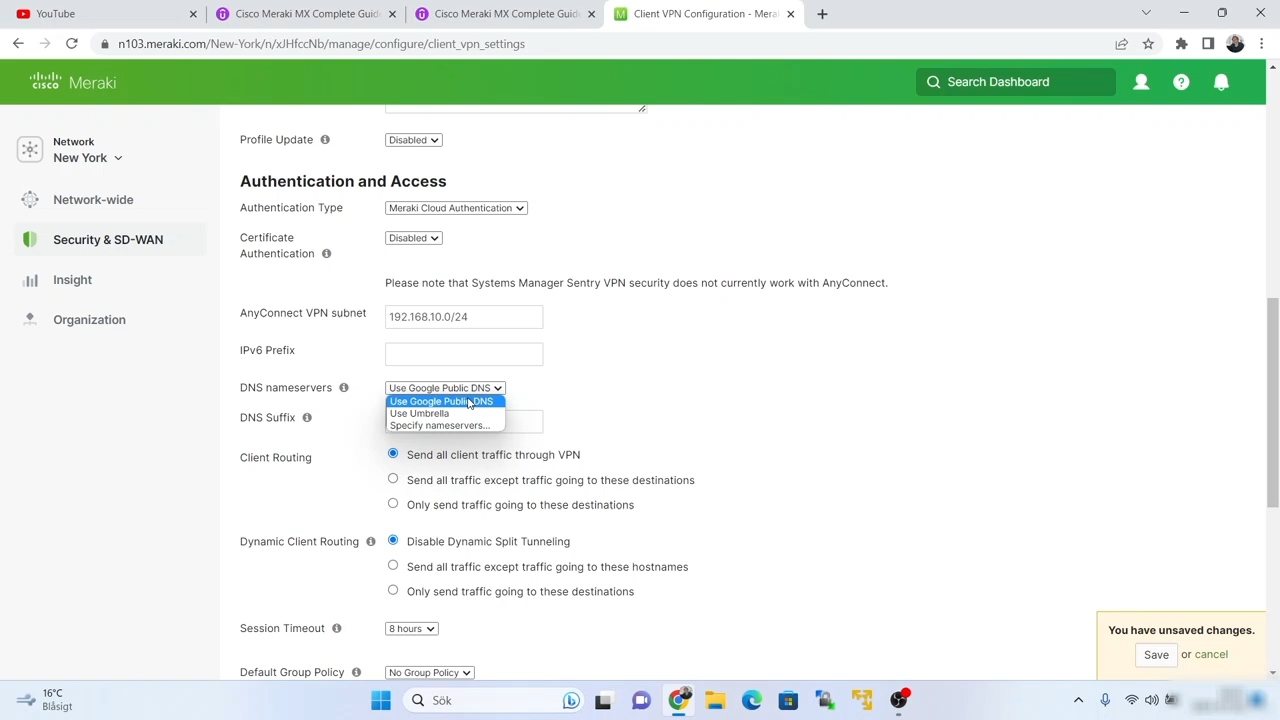 YouTube
Cisco Meraki MX Complete Guide
Cisco Meraki MX Complete Guide
Client VPN Configuration - Mera
n103.meraki.com/New-York/n/xJHfccNb/manage/configure/client_vpn_settings
cisco Meraki
Search Dashboard
Network
New York
Network-wide
Security & SD-WAN
Insight
Organization
Profile Update
Disabled
Authentication and Access
Authentication Type
Meraki Cloud Authentication
Certificate
Authentication
Disabled
Please note that Systems Manager Sentry VPN security does not currently work with AnyConnect.
AnyConnect VPN subnet
192.168.10.0/24
IPv6 Prefix
DNS nameservers
Use Google Public DNS
Use Google Public DNS
Use Umbrella
Specify nameservers...
DNS Suffix
Client Routing
Send all client traffic through VPN
Send all traffic except traffic going to these destinations
Only send traffic going to these destinations
Dynamic Client Routing
Disable Dynamic Split Tunneling
Send all traffic except traffic going to these hostnames
Only send traffic going to these destinations
Session Timeout
8 hours
Default Group Policy
No Group Policy
You have unsaved changes.
Save or cancel
16°C
Blåsigt
Sök